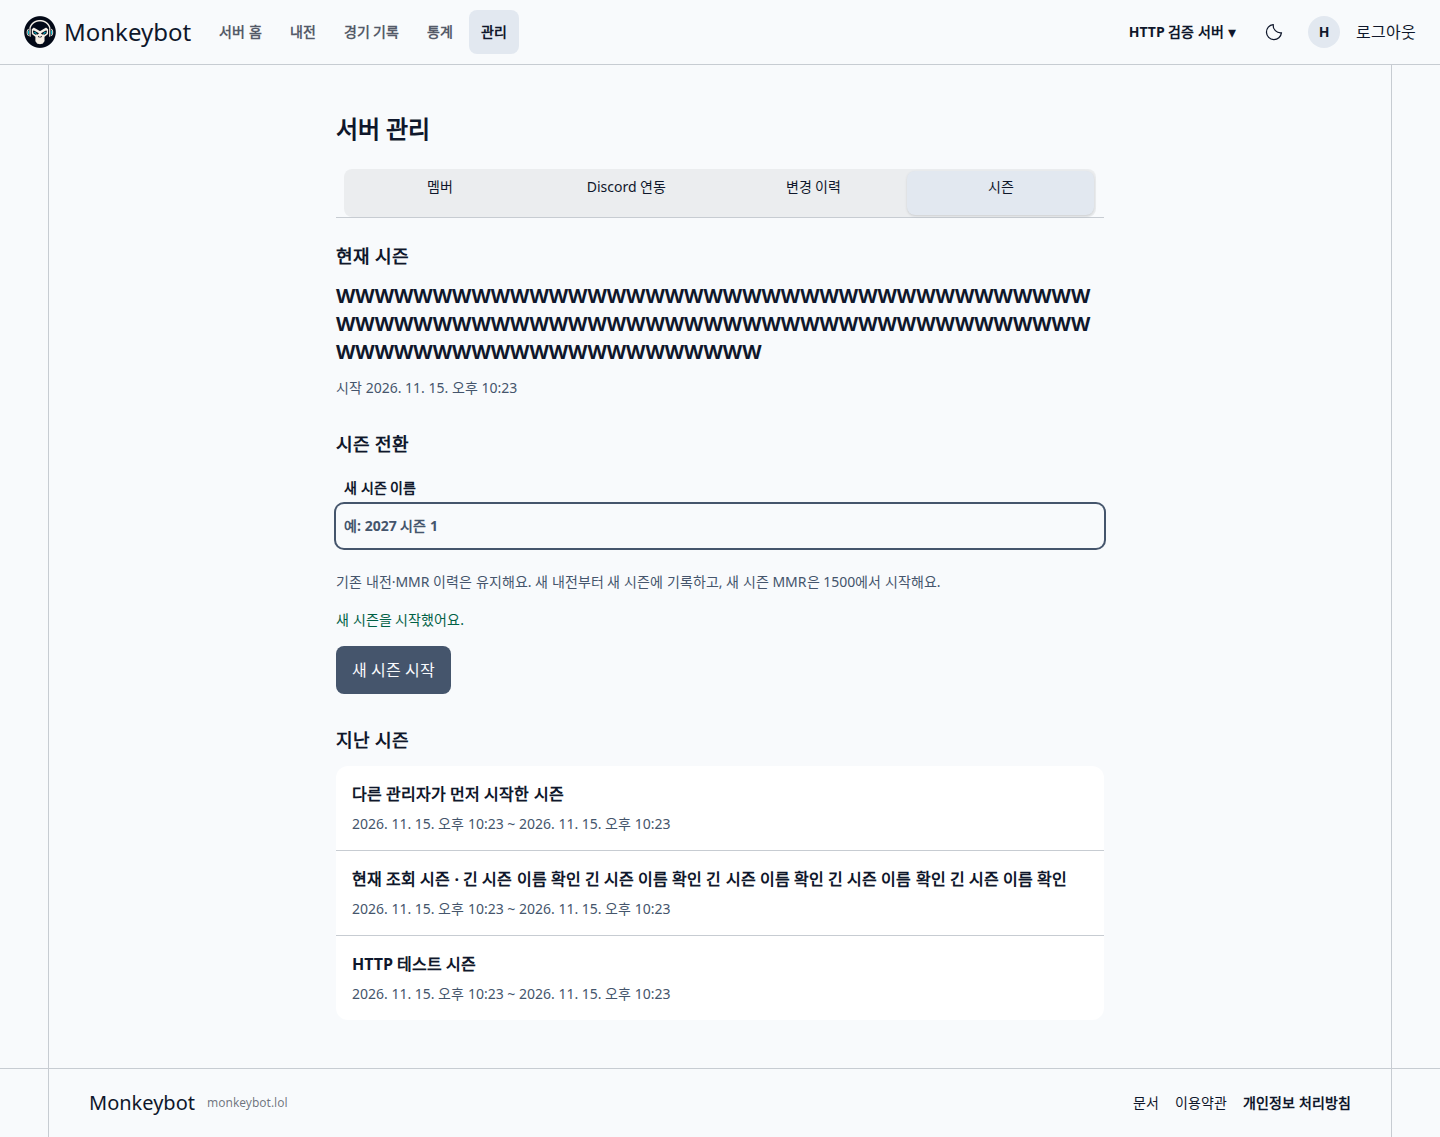 Monkeybot 서버 홈 내전 경기 기록 통계 관리 HTTP 검증 서버 ▾ H 로그아웃
서버 관리
멤버 Discord 연동 변경 이력 시즌
현재 시즌
WWWWWWWWWWWWWWWWWWWWWWWWWWWWWWWWWWWWWWW
WWWWWWWWWWWWWWWWWWWWWWWWWWWWWWWWWWWWWWW
WWWWWWWWWWWWWWWWWWWWWW
시작 2026. 11. 15. 오후 10:23
시즌 전환
새 시즌 이름
예: 2027 시즌 1
기존 내전·MMR 이력은 유지해요. 새 내전부터 새 시즌에 기록하고, 새 시즌 MMR은 1500에서 시작해요.
새 시즌을 시작했어요.
새 시즌 시작
지난 시즌
다른 관리자가 먼저 시작한 시즌
2026. 11. 15. 오후 10:23 ~ 2026. 11. 15. 오후 10:23
현재 조회 시즌 · 긴 시즌 이름 확인 긴 시즌 이름 확인 긴 시즌 이름 확인 긴 시즌 이름 확인 긴 시즌 이름 확인
2026. 11. 15. 오후 10:23 ~ 2026. 11. 15. 오후 10:23
HTTP 테스트 시즌
2026. 11. 15. 오후 10:23 ~ 2026. 11. 15. 오후 10:23
Monkeybot monkeybot.lol 문서 이용약관 개인정보 처리방침